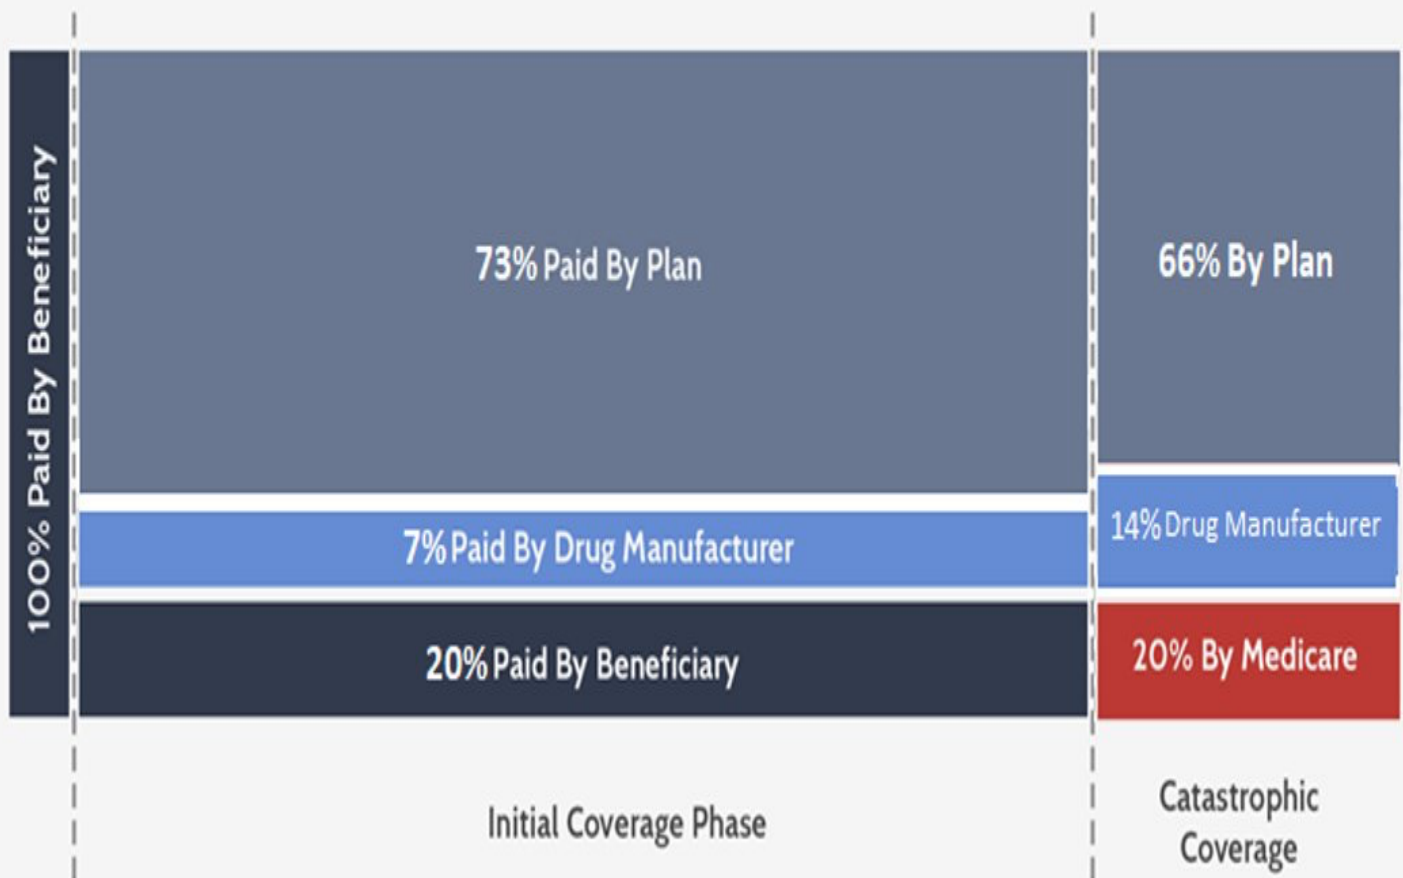 100% Paid By Beneficiary
73% Paid By Plan
66% By Plan
7% Paid By Drug Manufacturer
14% Drug Manufacturer
20% Paid By Beneficiary
20% By Medicare
Initial Coverage Phase
Catastrophic
Coverage